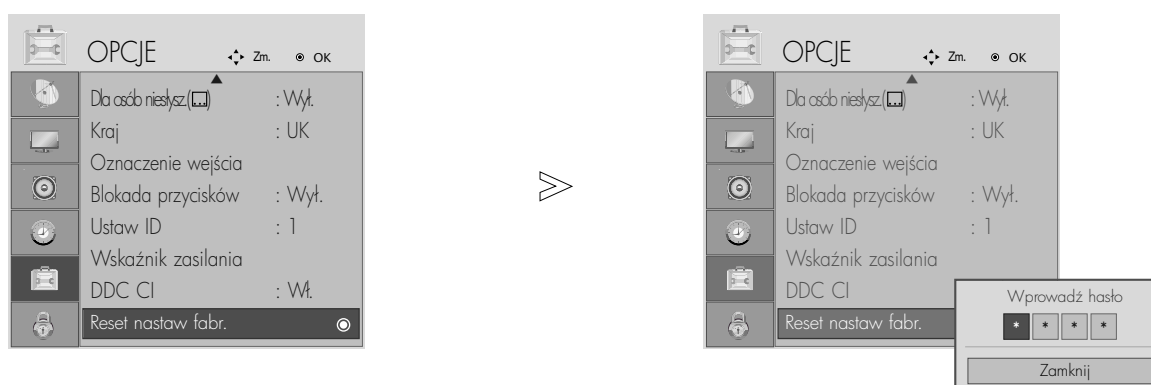 OPCJE Zm. OK
Dla osób niesłysz.(...) : Wył.
Kraj : UK
Oznaczenie wejścia
Blokada przycisków : Wył.
Ustaw ID : 1
Wskaźnik zasilania
DDC CI : Wł.
Reset nastaw fabr.
OPCJE Zm. OK
Dla osób niesłysz.(...) : Wył.
Kraj : UK
Oznaczenie wejścia
Blokada przycisków : Wył.
Ustaw ID : 1
Wskaźnik zasilania
DDC CI
Reset nastaw fabr.
Wprowadź hasło
* * * *
Zamknij